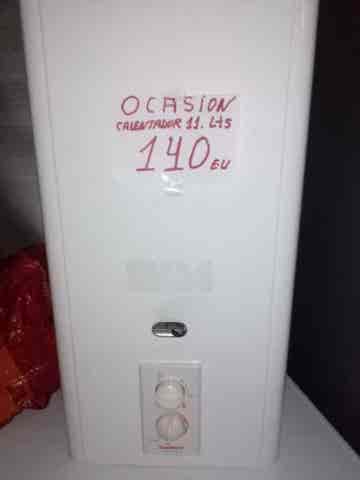 OCASION
CALENTADOR 11. Lts
140 EU